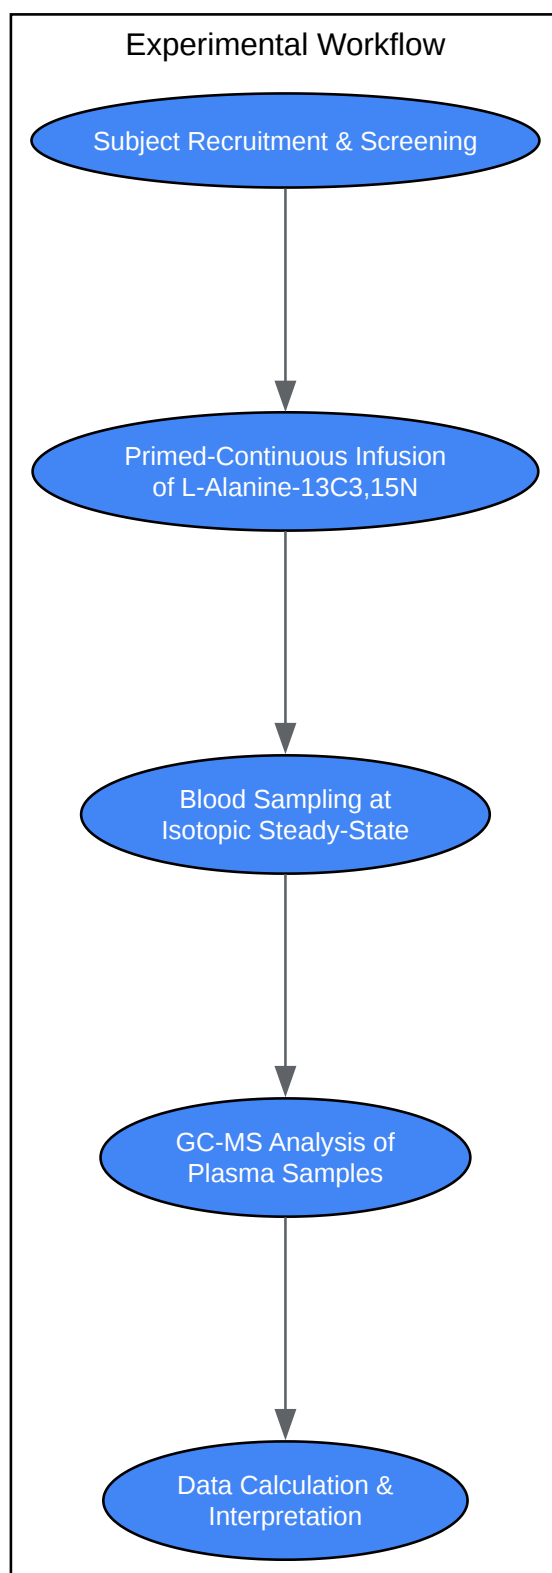 Experimental Workflow
Subject Recruitment & Screening
Primed-Continuous Infusion
of L-Alanine-13C3,15N
Blood Sampling at
Isotopic Steady-State
GC-MS Analysis of
Plasma Samples
Data Calculation &
Interpretation